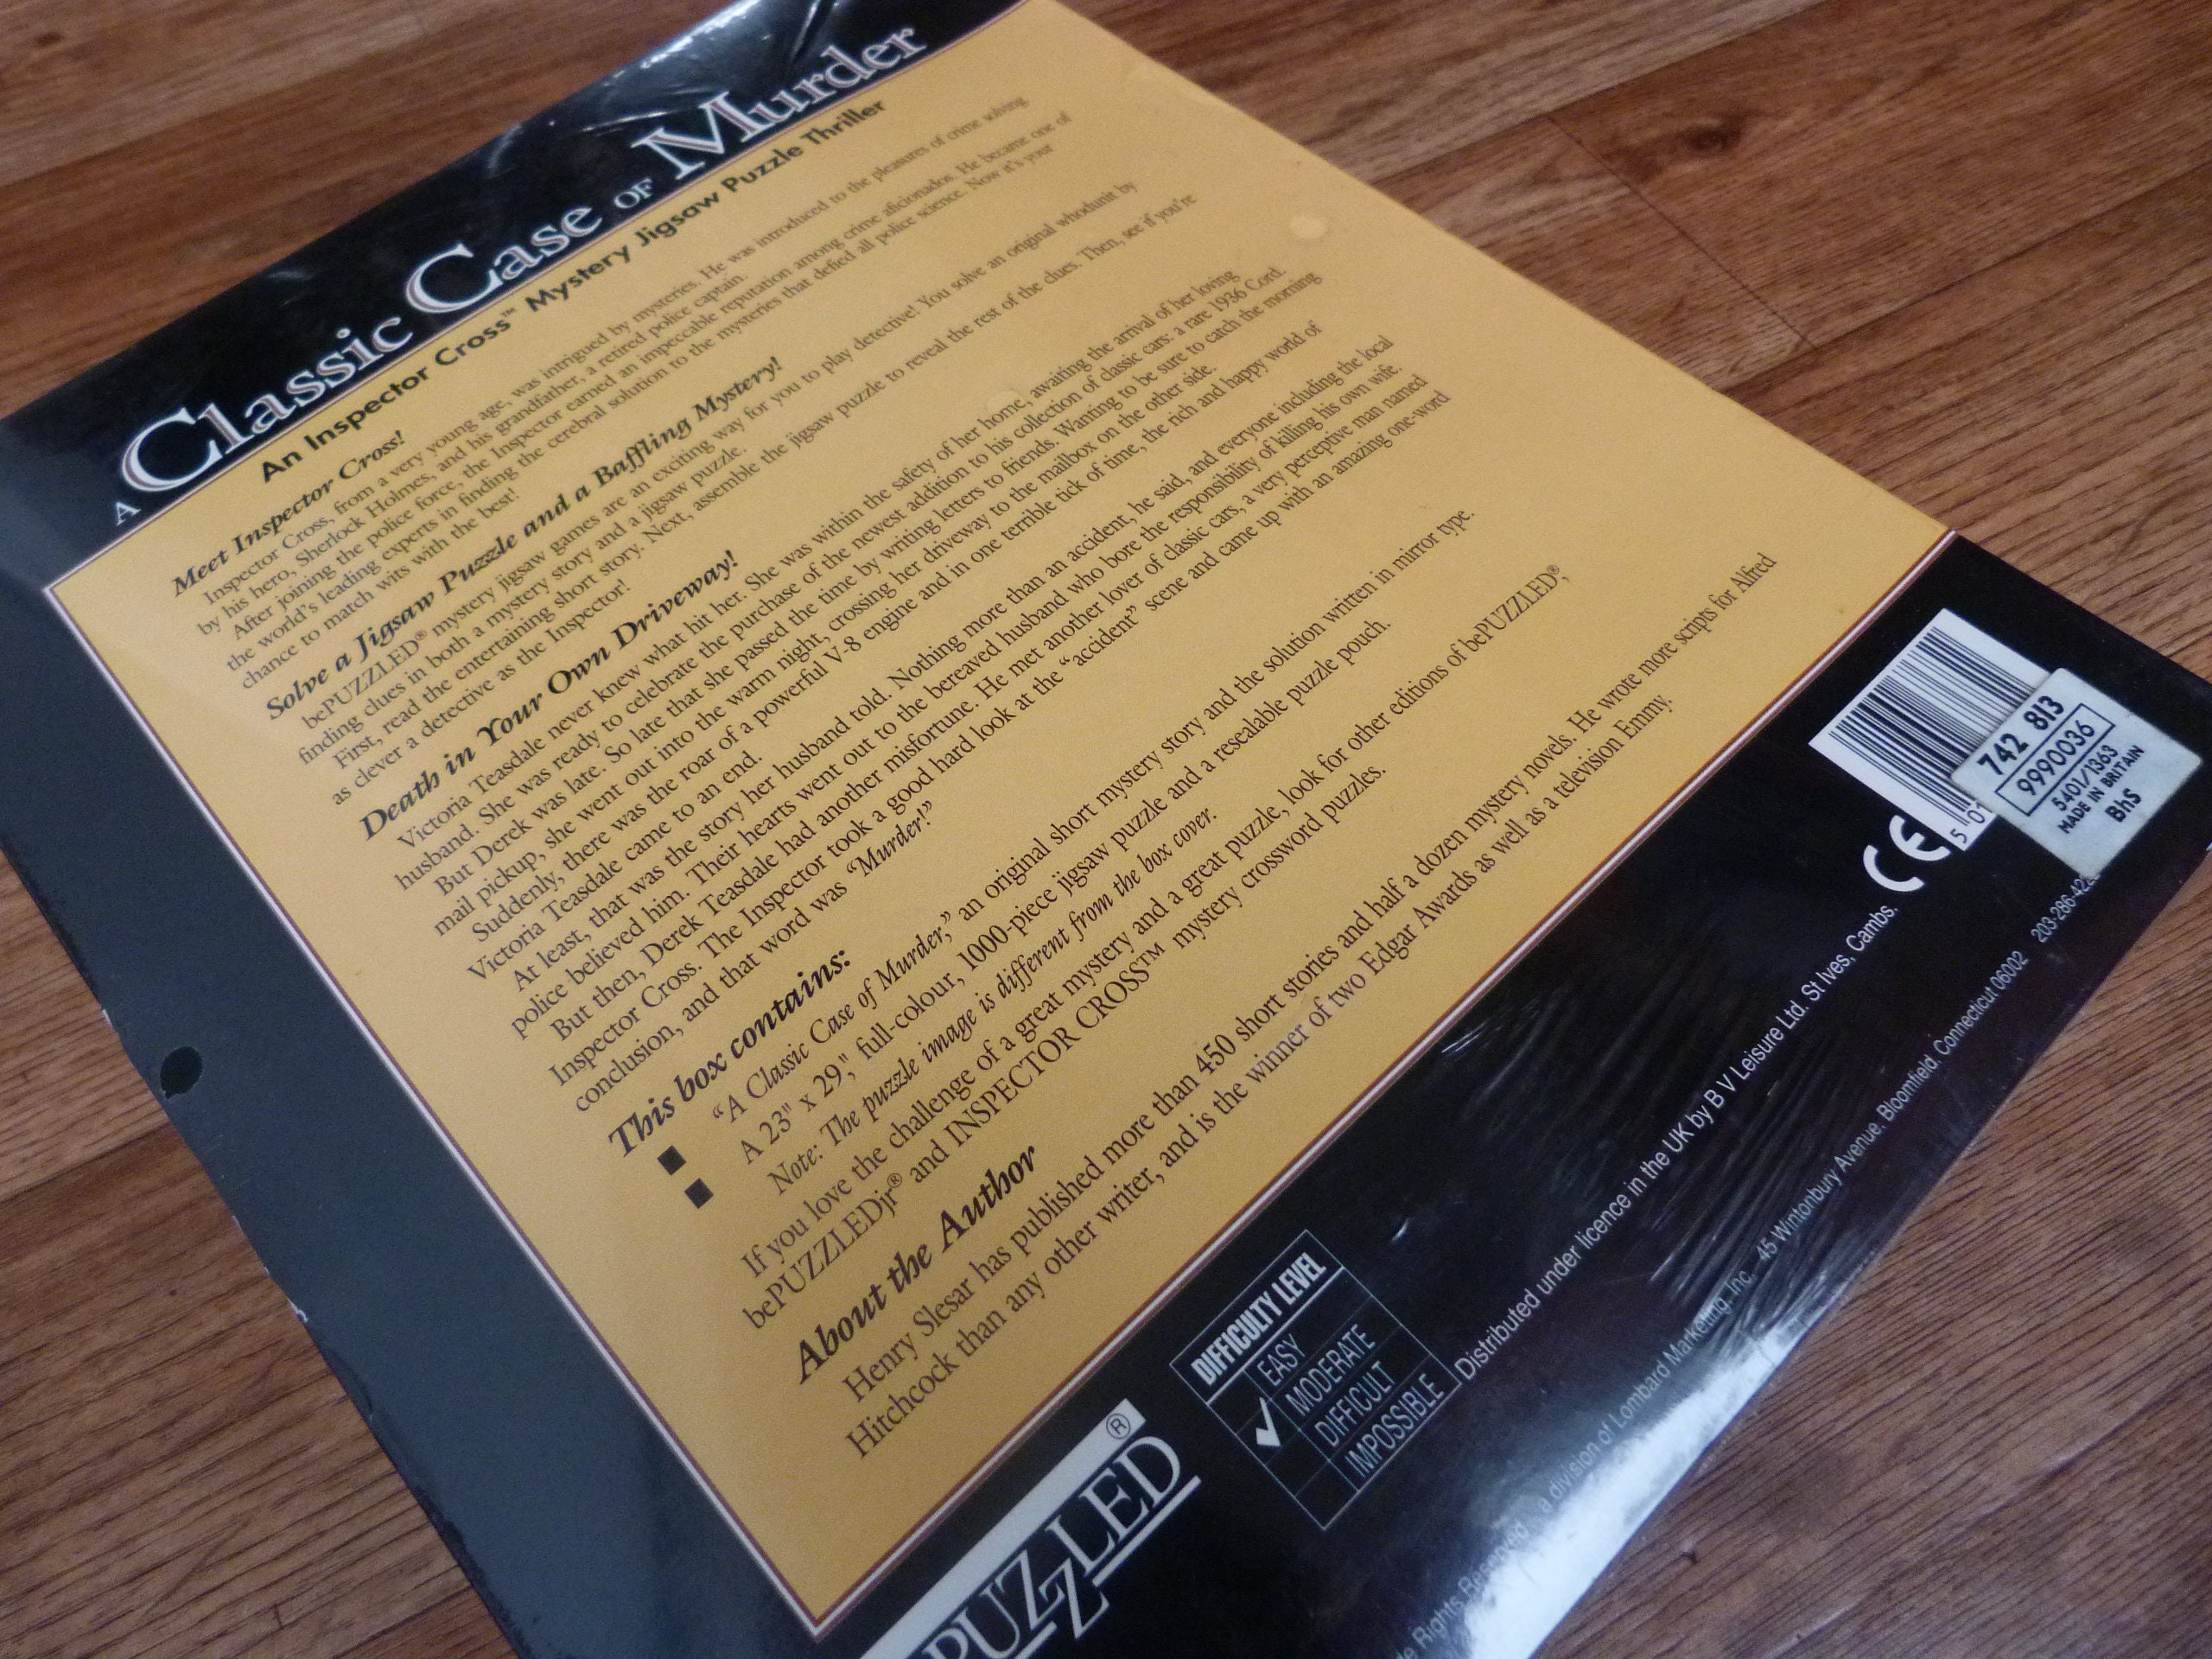 A Classic Case OF Murder
An Inspector Cross™ Mystery Jigsaw Puzzle Thriller
Meet Inspector Cross!
Inspector Cross, from a very young age, was intrigued by mysteries. He was introduced to the pleasures of crime solving
by his hero, Sherlock Holmes, and his grandfather, a retired police captain.
After joining the police force, the Inspector earned an impeccable reputation among crime aficionados. He became one of
the world's leading experts in finding the cerebral solution to the mysteries that defied all police science. Now it's your
chance to match wits with the best!
Solve a Jigsaw Puzzle and a Baffling Mystery!
bePUZZLED® mystery jigsaw games are an exciting way for you to play detective! You solve an original whodunit by
finding clues in both a mystery story and a jigsaw puzzle.
First, read the entertaining short story. Next, assemble the jigsaw puzzle to reveal the rest of the clues. Then, see if you're
as clever a detective as the Inspector!
Death in Your Own Driveway!
Victoria Teasdale never knew what hit her. She was within the safety of her home, awaiting the arrival of her loving
husband. She was ready to celebrate the purchase of the newest addition to his collection of classic cars: a rare 1936 Cord.
But Derek was late. So late that she passed the time by writing letters to friends. Wanting to be sure to catch the morning
mail pickup, she went out into the warm night, crossing her driveway to the mailbox on the other side.
Suddenly, there was the roar of a powerful V-8 engine and in one terrible tick of time, the rich and happy world of
Victoria Teasdale came to an end.
At least, that was the story her husband told. Nothing more than an accident, he said, and everyone including the local
police believed him. Their hearts went out to the bereaved husband who bore the responsibility of killing his own wife.
But then, Derek Teasdale had another misfortune. He met another lover of classic cars, a very perceptive man named
Inspector Cross. The Inspector took a good hard look at the "accident" scene and came up with an amazing one-word
conclusion, and that word was "Murder!"
This box contains:
■ "A Classic Case of Murder," an original short mystery story and the solution written in mirror type.
■ A 23" x 29", full-colour, 1000-piece jigsaw puzzle and a resealable puzzle pouch.
Note: The puzzle image is different from the box cover.
If you love the challenge of a great mystery and a great puzzle, look for other editions of bePUZZLED®,
bePUZZLEDjr® and INSPECTOR CROSS™ mystery crossword puzzles.
About the Author
Henry Slesar has published more than 450 short stories and half a dozen mystery novels. He wrote more scripts for Alfred
Hitchcock than any other writer, and is the winner of two Edgar Awards as well as a television Emmy.
PUZZLED®
DIFFICULTY LEVEL
EASY
✓ MODERATE
DIFFICULT
IMPOSSIBLE
742 813
9990036
5401/1363
MADE IN BRITAIN
BhS
CE
Distributed under licence in the UK by B V Leisure Ltd. St Ives, Cambs.
Rights Reserved. a division of Lombard Marketing, Inc. 45 Wintonbury Avenue. Bloomfield. Connecticut 06002 203-286-